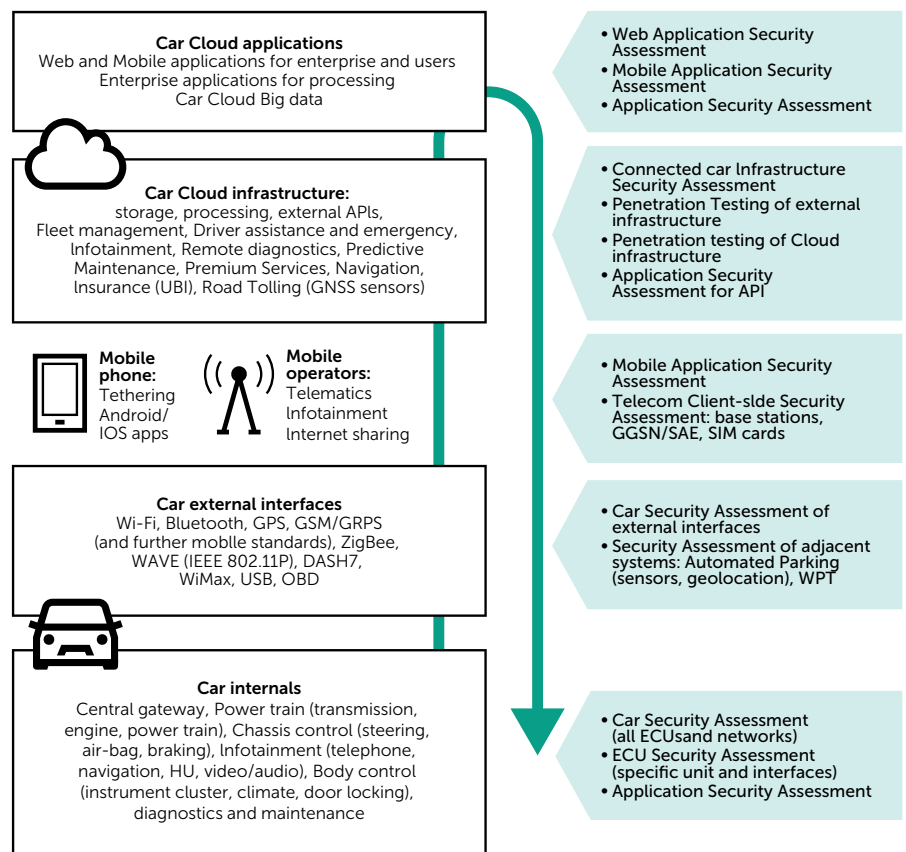 Car Cloud applications
Web and Mobile applications for enterprise and users
Enterprise applications for processing
Car Cloud Big data
• Web Application Security
Assessment
• Mobile Application Security
Assessment
• Application Security Assessment
Car Cloud infrastructure:
storage, processing, external APIs,
Fleet management, Driver assistance and emergency,
Infotainment, Remote diagnostics, Predictive
Maintenance, Premium Services, Navigation,
Insurance (UBI), Road Tolling (GNSS sensors)
• Connected car Infrastructure
Security Assessment
• Penetration Testing of external
infrastructure
• Penetration testing of Cloud
infrastructure
• Application Security
Assessment for API
Mobile
phone:
Tethering
Android/
IOS apps
Mobile
operators:
Telematics
Infotainment
Internet sharing
• Mobile Application Security
Assessment
• Telecom Client-slde Security
Assessment: base stations,
GGSN/SAE, SIM cards
Car external interfaces
Wi-Fi, Bluetooth, GPS, GSM/GRPS
(and further moblle standards), ZigBee,
WAVE (IEEE 802.11P), DASH7,
WiMax, USB, OBD
• Car Security Assessment of
external interfaces
• Security Assessment of adjacent
systems: Automated Parking
(sensors, geolocation), WPT
Car internals
Central gateway, Power train (transmission,
engine, power train), Chassis control (steering,
air-bag, braking), Infotainment (telephone,
navigation, HU, video/audio), Body control
(instrument cluster, climate, door locking),
diagnostics and maintenance
• Car Security Assessment
(all ECUsand networks)
• ECU Security Assessment
(specific unit and interfaces)
• Application Security Assessment